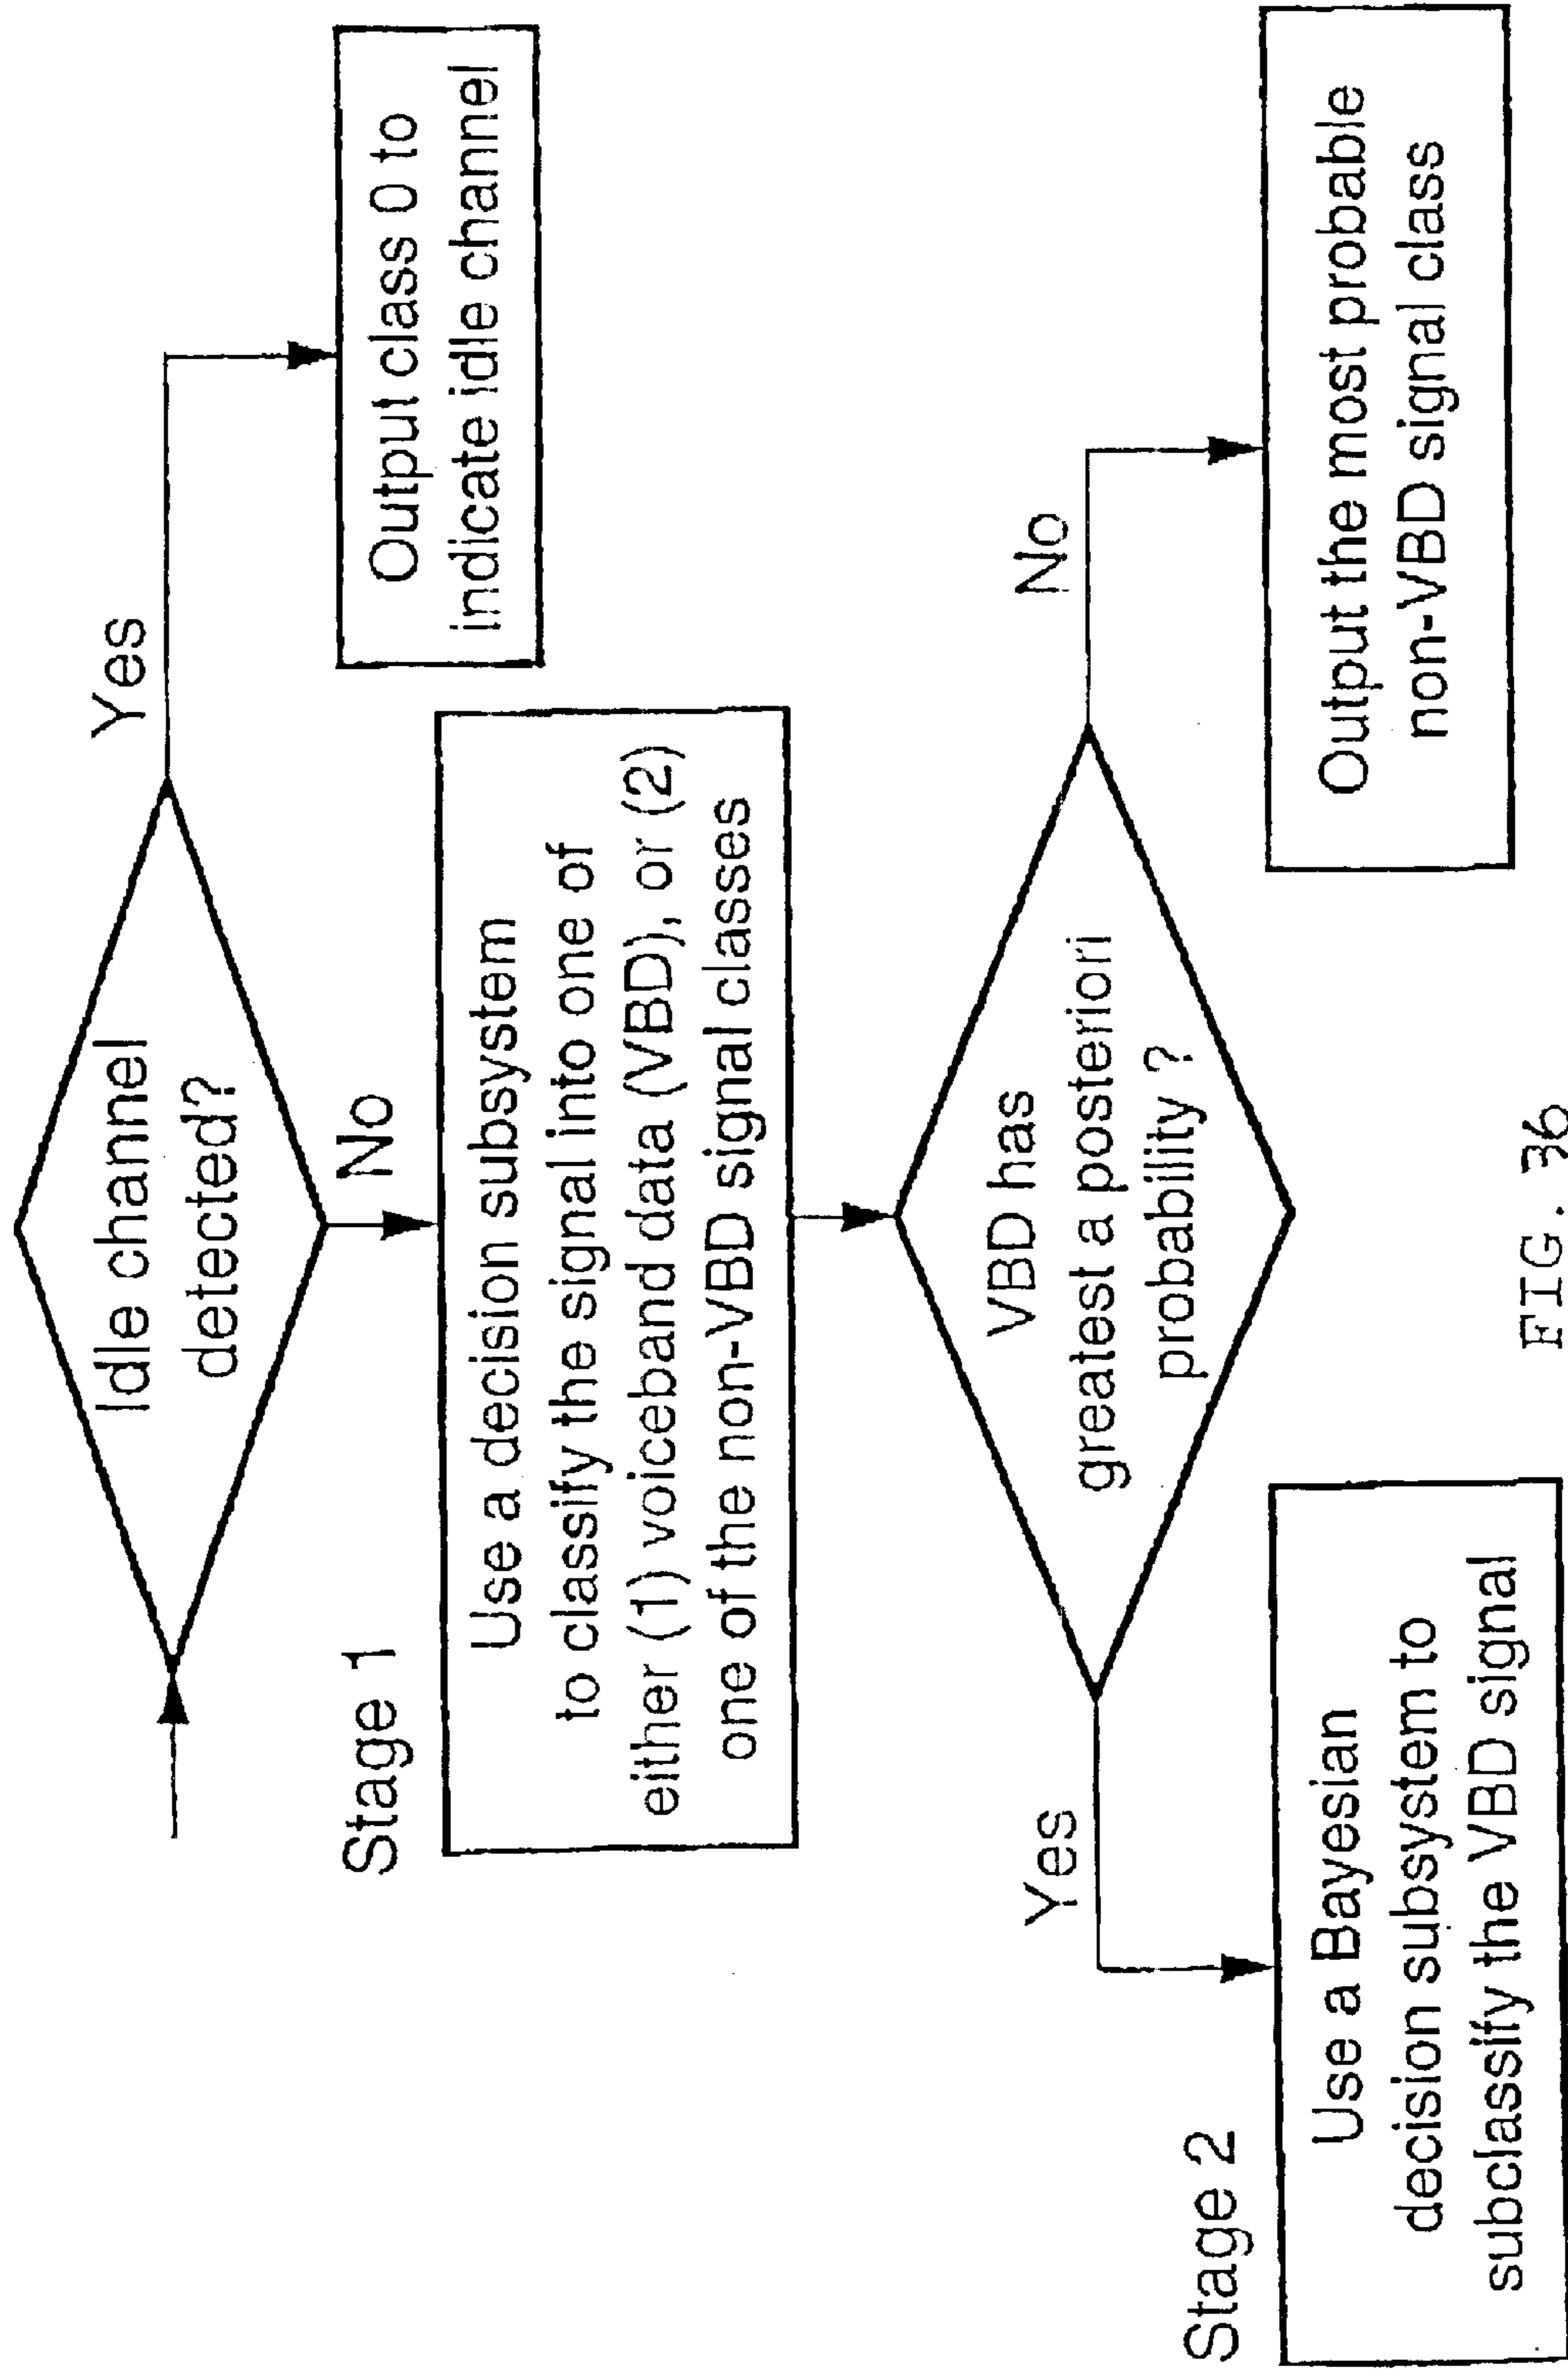 Idle channel
detected?
Yes
Output class 0 to
indicate idle channel
No
Stage 1
Use a decision subsystem
to classify the signal into one of
either (1) voiceband data (VBD), or (2)
one of the non-VBD signal classes
VBD has
greatest a posteriori
probability ?
Yes
No
Stage 2
Use a Bayesian
decision subsystem to
subclassify the VBD signal
Output the most probable
non-VBD signal class
FIG. 36